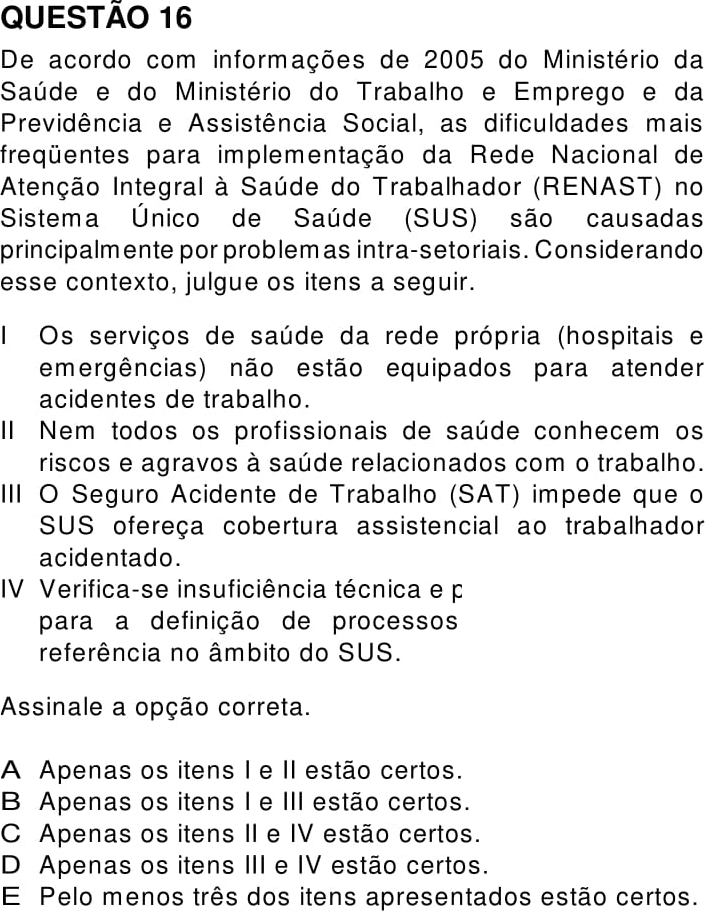 QUESTÃO 16
De acordo com informações de 2005 do Ministério da
Saúde e do Ministério do Trabalho e Emprego e da
Previdência e Assistência Social, as dificuldades mais
freqüentes para implementação da Rede Nacional de
Atenção Integral à Saúde do Trabalhador (RENAST) no
Sistema Único de Saúde (SUS) são causadas
principalmente por problemas intra-setoriais. Considerando
esse contexto, julgue os itens a seguir.
I Os serviços de saúde da rede própria (hospitais e
emergências) não estão equipados para atender
acidentes de trabalho.
II Nem todos os profissionais de saúde conhecem os
riscos e agravos à saúde relacionados com o trabalho.
III O Seguro Acidente de Trabalho (SAT) impede que o
SUS ofereça cobertura assistencial ao trabalhador
acidentado.
IV Verifica-se insuficiência técnica e
para a definição de processos
referência no âmbito do SUS.
Assinale a opção correta.
A Apenas os itens I e II estão certos.
B Apenas os itens I e III estão certos.
C Apenas os itens II e IV estão certos.
D Apenas os itens III e IV estão certos.
E Pelo menos três dos itens apresentados estão certos.